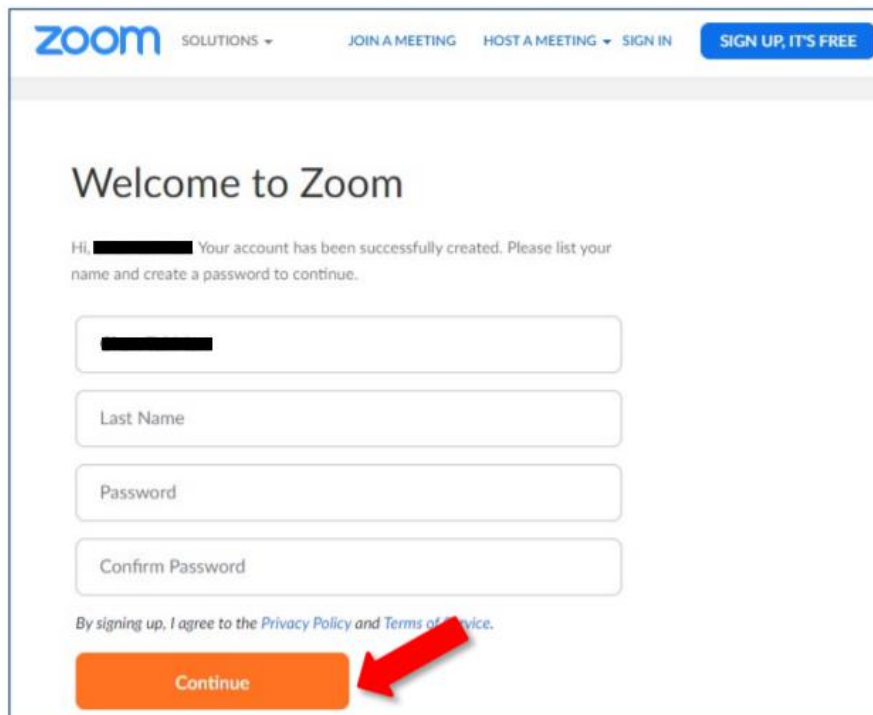 zoom SOLUTIONS JOIN A MEETING HOST A MEETING SIGN IN SIGN UP, IT'S FREE
Welcome to Zoom
Hi, Your account has been successfully created. Please list your
name and create a password to continue.
Last Name
Password
Confirm Password
By signing up, I agree to the Privacy Policy and Terms of Service.
Continue